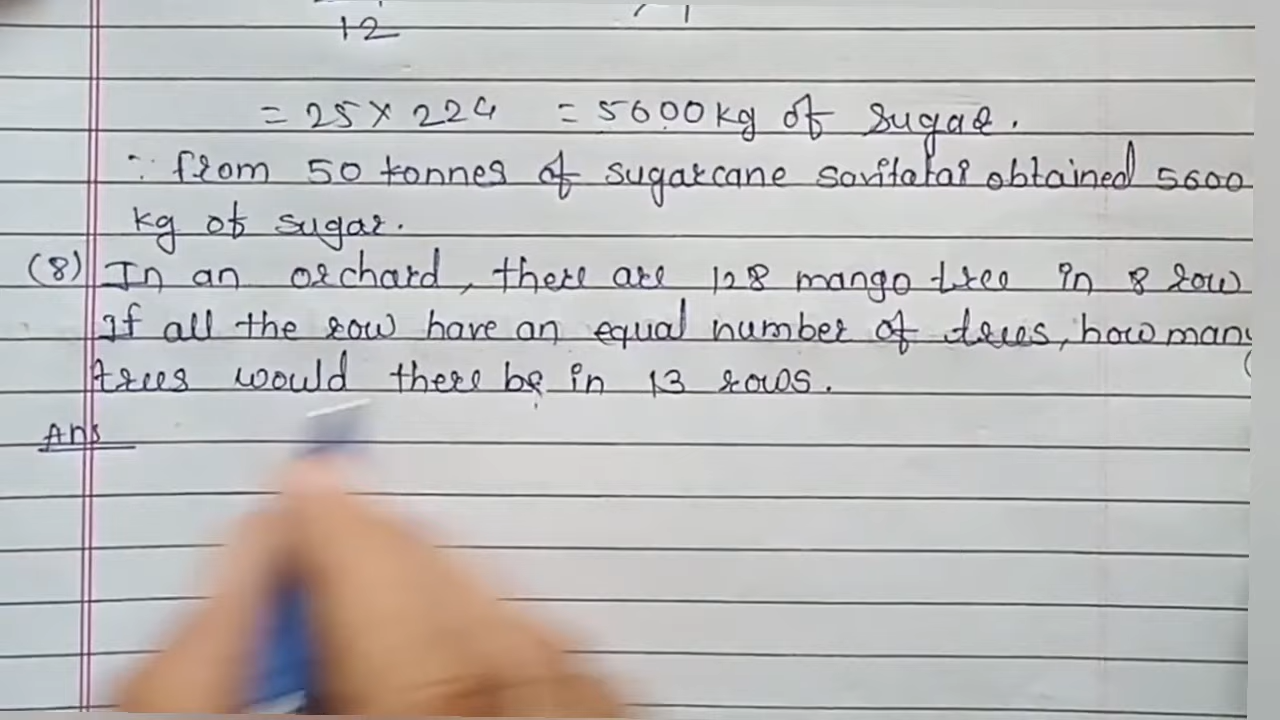 12
= 25 × 224 = 5600 kg of sugar.
∵ from 50 tonnes of sugarcane savitatai obtained 5600
kg of sugar.
(8) In an orchard, there are 128 mango tree in 8 row
If all the row have an equal number of trees, how many
trees would there be in 13 rows.
Ans